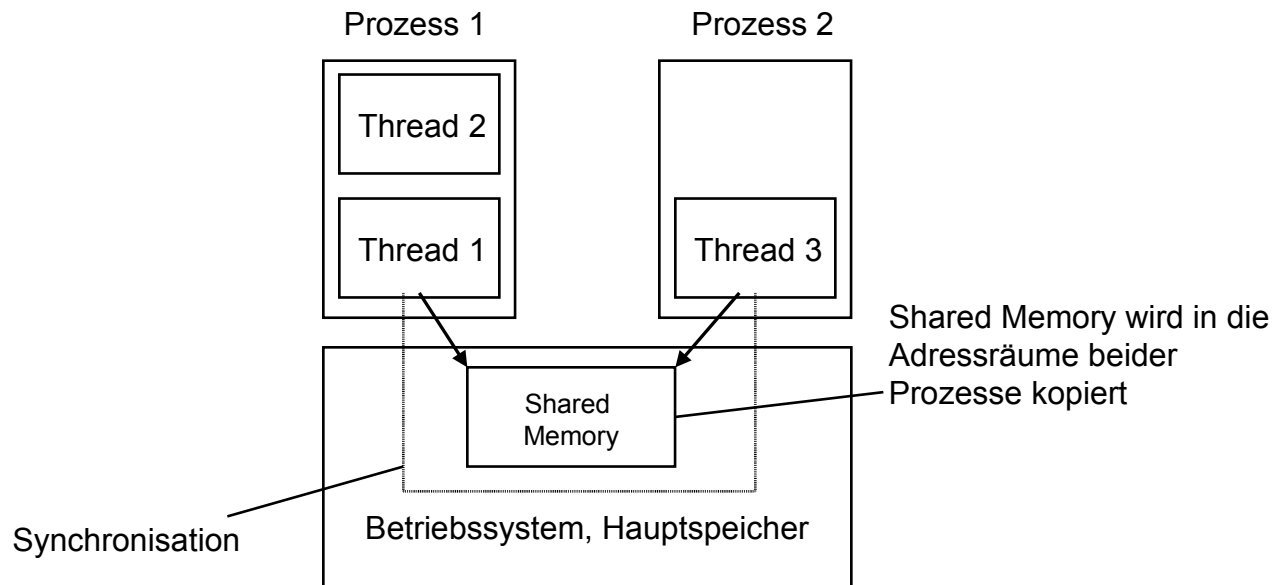 Prozess 1
Prozess 2
Thread 2
Thread 1
Thread 3
Shared Memory wird in die
Adressräume beider
Prozesse kopiert
Shared
Memory
Synchronisation
Betriebssystem, Hauptspeicher